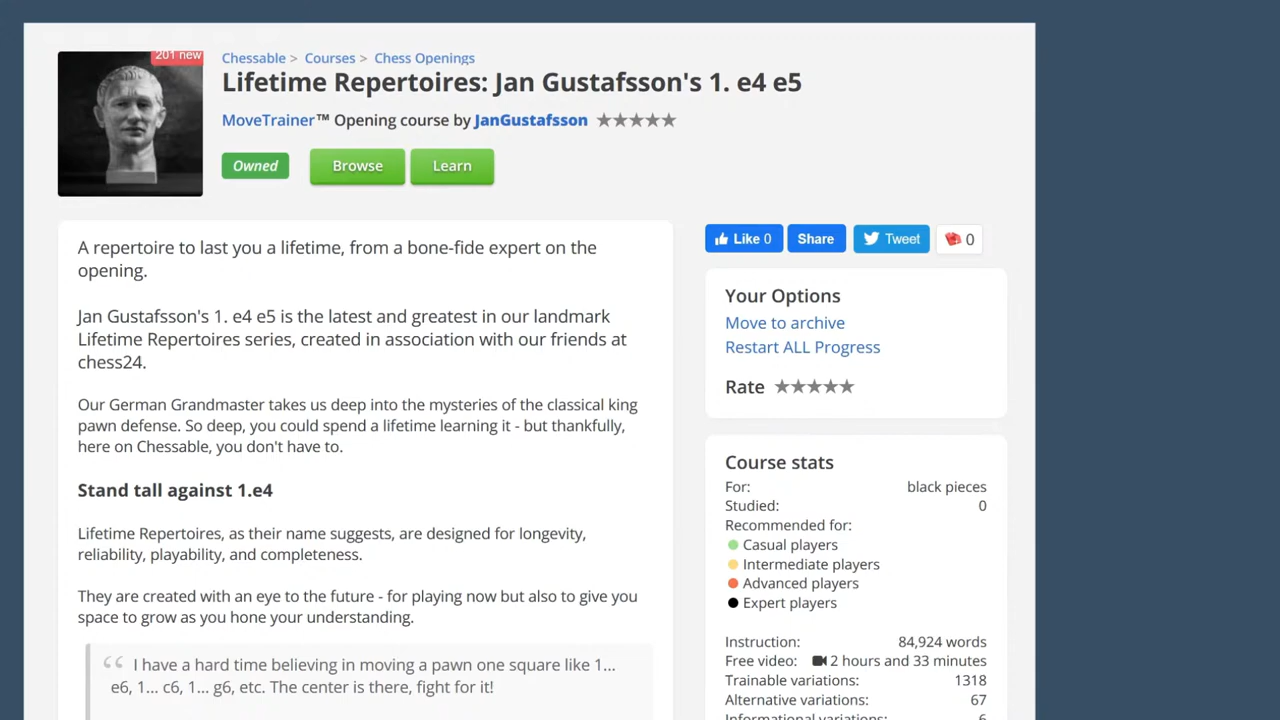 201 new
Chessable > Courses > Chess Openings
Lifetime Repertoires: Jan Gustafsson's 1. e4 e5
MoveTrainer™ Opening course by JanGustafsson
Owned
Browse
Learn
A repertoire to last you a lifetime, from a bone-fide expert on the
opening.
Jan Gustafsson's 1. e4 e5 is the latest and greatest in our landmark
Lifetime Repertoires series, created in association with our friends at
chess24.
Our German Grandmaster takes us deep into the mysteries of the classical king
pawn defense. So deep, you could spend a lifetime learning it - but thankfully,
here on Chessable, you don't have to.
Stand tall against 1.e4
Lifetime Repertoires, as their name suggests, are designed for longevity,
reliability, playability, and completeness.
They are created with an eye to the future - for playing now but also to give you
space to grow as you hone your understanding.
“ I have a hard time believing in moving a pawn one square like 1...
e6, 1... c6, 1... g6, etc. The center is there, fight for it!
Like 0
Share
Tweet
0
Your Options
Move to archive
Restart ALL Progress
Rate
Course stats
For: black pieces
Studied: 0
Recommended for:
Casual players
Intermediate players
Advanced players
Expert players
Instruction: 84,924 words
Free video: 2 hours and 33 minutes
Trainable variations: 1318
Alternative variations: 67
Informational variations: 6